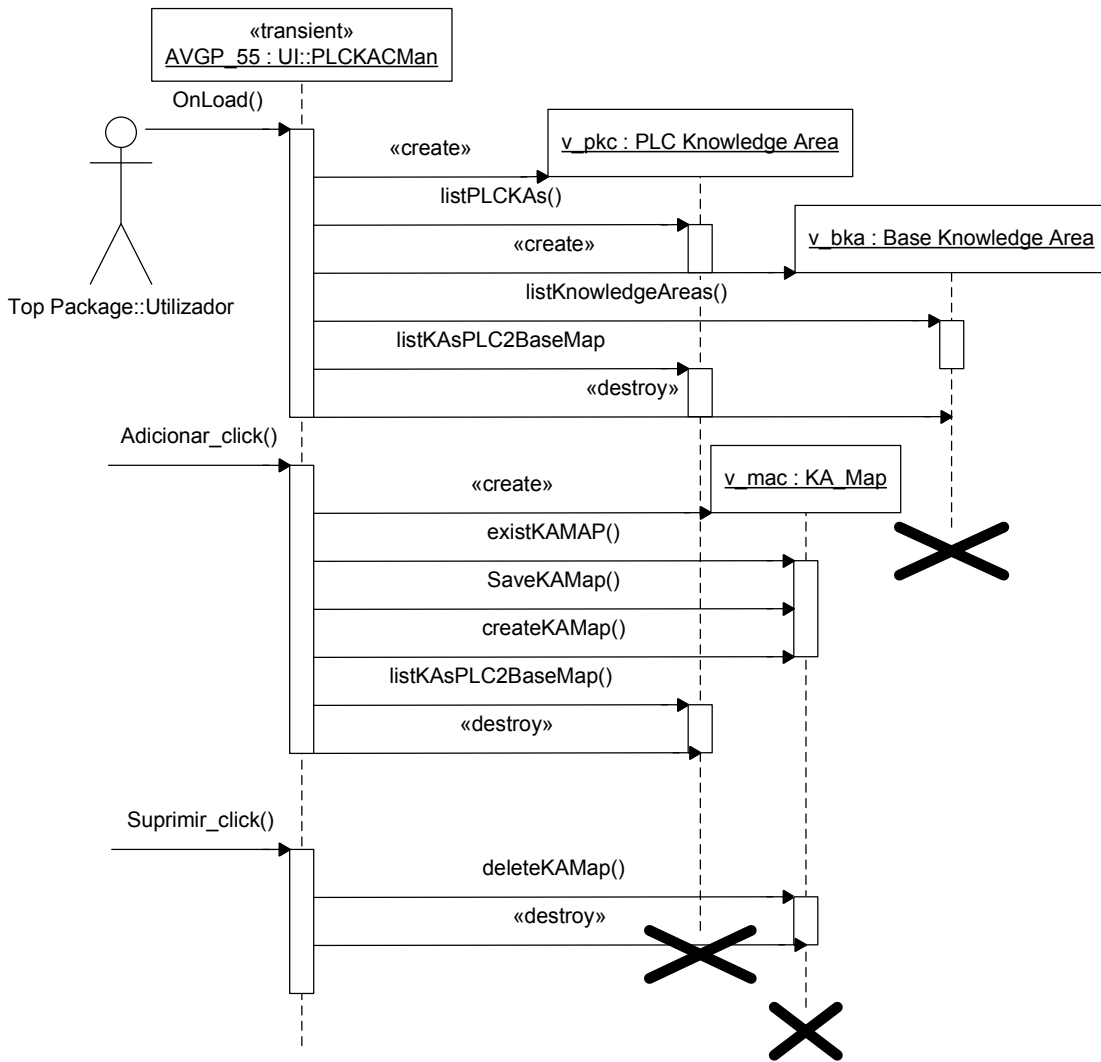 «transient»
AVGP_55 : UI::PLCKACMan
OnLoad()
v_pkc : PLC Knowledge Area
«create»
listPLCKAs()
v_bka : Base Knowledge Area
«create»
listKnowledgeAreas()
Top Package::Utilizador
listKAsPLC2BaseMap
«destroy»
Adicionar_click()
v_mac : KA_Map
«create»
existKAMAP()
SaveKAMap()
createKAMap()
listKAsPLC2BaseMap()
«destroy»
Suprimir_click()
deleteKAMap()
«destroy»